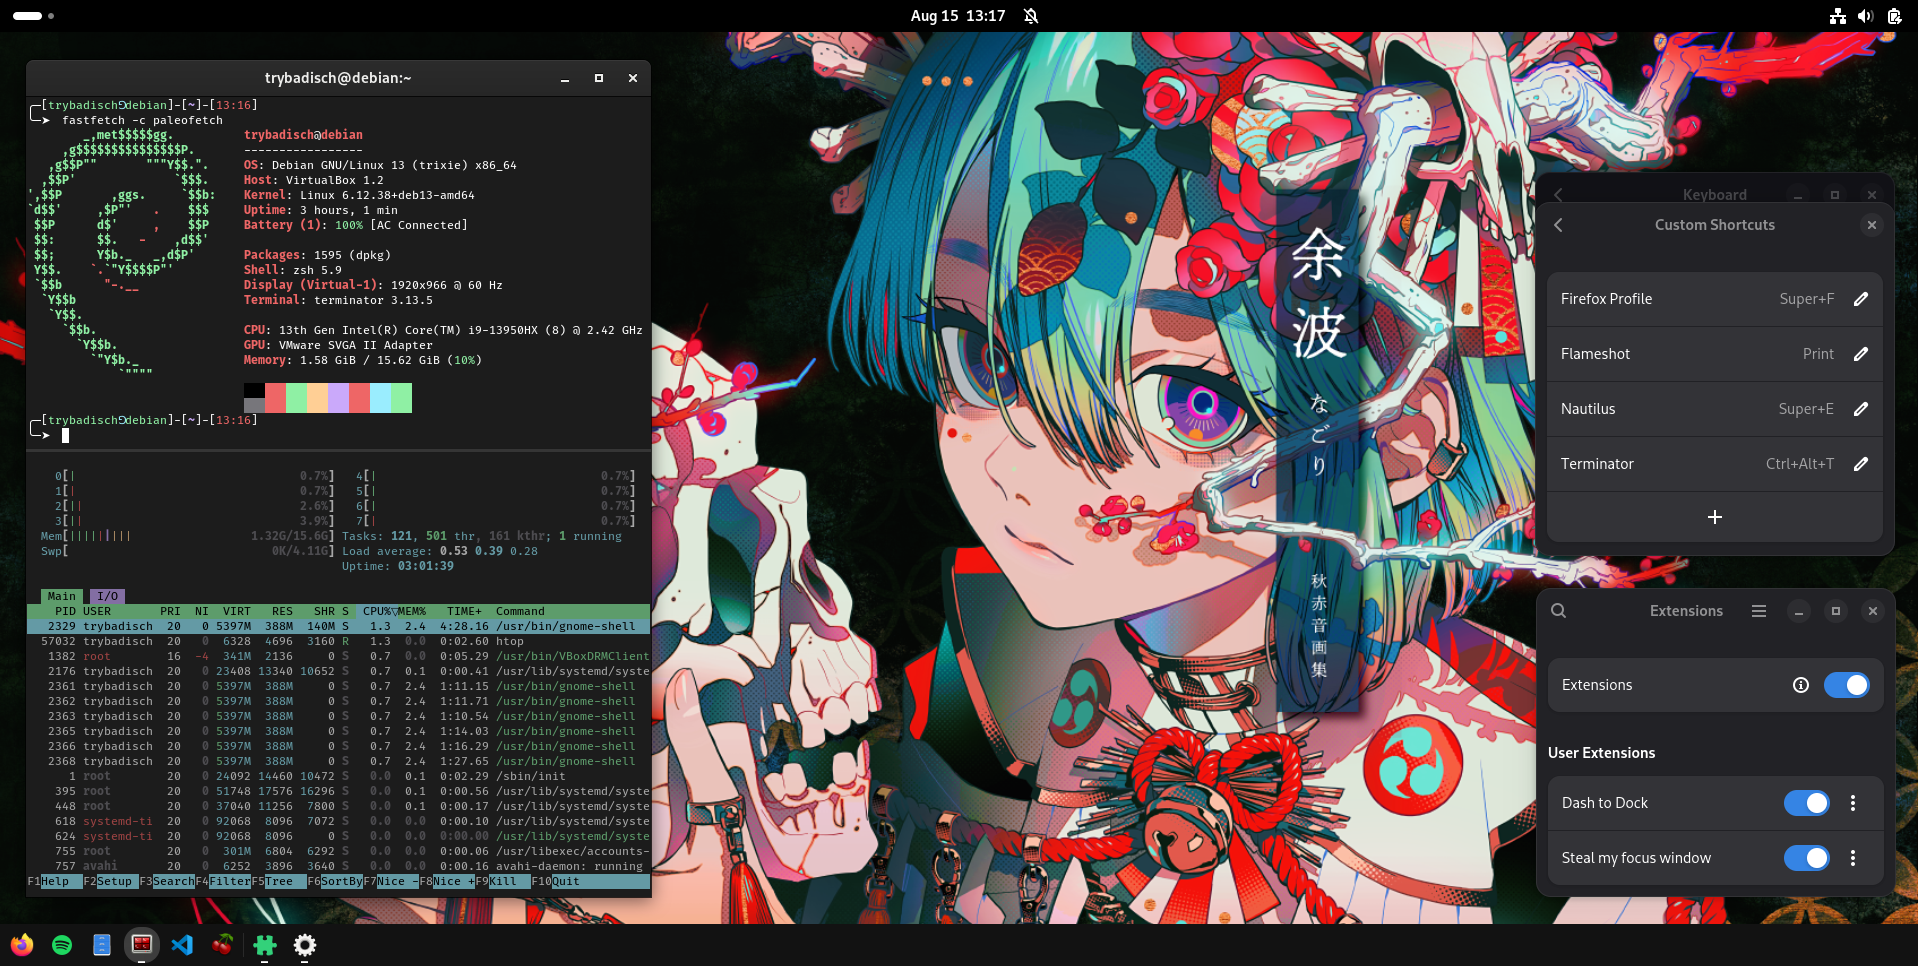 Aug 15 13:17
trybadisch@debian:~
[trybadisch@debian]-[~]-[13:16]
fastfetch -c paleofetch
_,met$$$$$gg.
,g$$$$$$$$$$$$$$$P.
,g$$P"" """Y$$.".
,$$P' `$$$.
',$$P ,ggs. `$$b:
`d$$' ,$P"' . $$$
$$P d$' , $$P
$$: $$. - ,d$$'
$$; Y$b._ _,d$P'
Y$$. `.`"Y$$$$P"'
`$$b "-.__
`Y$$b
`Y$$.
`$$b.
`Y$$b.
`"Y$b._
`""""
trybadisch@debian
-----------------
OS: Debian GNU/Linux 13 (trixie) x86_64
Host: VirtualBox 1.2
Kernel: Linux 6.12.38+deb13-amd64
Uptime: 3 hours, 1 min
Battery (1): 100% [AC Connected]
Packages: 1595 (dpkg)
Shell: zsh 5.9
Display (Virtual-1): 1920x966 @ 60 Hz
Terminal: terminator 3.13.5
CPU: 13th Gen Intel(R) Core(TM) i9-13950HX (8) @ 2.42 GHz
GPU: VMware SVGA II Adapter
Memory: 1.58 GiB / 15.62 GiB (10%)
[trybadisch@debian]-[~]-[13:16]
0[| 0.7%] 4[| 0.7%]
1[| 0.7%] 5[| 0.7%]
2[|| 2.6%] 6[| 0.7%]
3[|| 3.9%] 7[| 0.7%]
Mem[||||||||| 1.32G/15.6G] Tasks: 121, 501 thr, 161 kthr; 1 running
Swp[ 0K/4.11G] Load average: 0.53 0.39 0.28
Uptime: 03:01:39
Main I/O
PID USER PRI NI VIRT RES SHR S CPU%▽MEM% TIME+ Command
2329 trybadisch 20 0 5397M 388M 140M S 1.3 2.4 4:28.16 /usr/bin/gnome-shell
57032 trybadisch 20 0 6328 4696 3160 R 1.3 0.0 0:02.60 htop
1382 root 16 -4 341M 2136 0 S 0.7 0.0 0:05.29 /usr/bin/VBoxDRMClient
2176 trybadisch 20 0 23408 13340 10652 S 0.7 0.1 0:00.41 /usr/lib/systemd/syste
2361 trybadisch 20 0 5397M 388M 0 S 0.7 2.4 1:11.15 /usr/bin/gnome-shell
2362 trybadisch 20 0 5397M 388M 0 S 0.7 2.4 1:11.71 /usr/bin/gnome-shell
2363 trybadisch 20 0 5397M 388M 0 S 0.7 2.4 1:10.54 /usr/bin/gnome-shell
2365 trybadisch 20 0 5397M 388M 0 S 0.7 2.4 1:14.03 /usr/bin/gnome-shell
2366 trybadisch 20 0 5397M 388M 0 S 0.7 2.4 1:16.29 /usr/bin/gnome-shell
2368 trybadisch 20 0 5397M 388M 0 S 0.7 2.4 1:27.65 /usr/bin/gnome-shell
1 root 20 0 24092 14460 10472 S 0.0 0.1 0:02.29 /sbin/init
395 root 20 0 51748 17576 16296 S 0.0 0.1 0:00.56 /usr/lib/systemd/syste
448 root 20 0 37040 11256 7800 S 0.0 0.1 0:00.17 /usr/lib/systemd/syste
618 systemd-ti 20 0 92068 8096 7072 S 0.0 0.1 0:00.10 /usr/lib/systemd/syste
624 systemd-ti 20 0 92068 8096 0 S 0.0 0.1 0:00.00 /usr/lib/systemd/syste
755 root 20 0 301M 6804 6292 S 0.0 0.0 0:00.06 /usr/libexec/accounts-
757 avahi 20 0 6252 3896 3640 S 0.0 0.0 0:00.16 avahi-daemon: running
F1Help F2Setup F3SearchF4FilterF5Tree F6SortByF7Nice -F8Nice +F9Kill F10Quit
余波
なごり
秋赤音画集
Keyboard
Custom Shortcuts
Firefox Profile Super+F
Flameshot Print
Nautilus Super+E
Terminator Ctrl+Alt+T
Extensions
Extensions
User Extensions
Dash to Dock
Steal my focus window